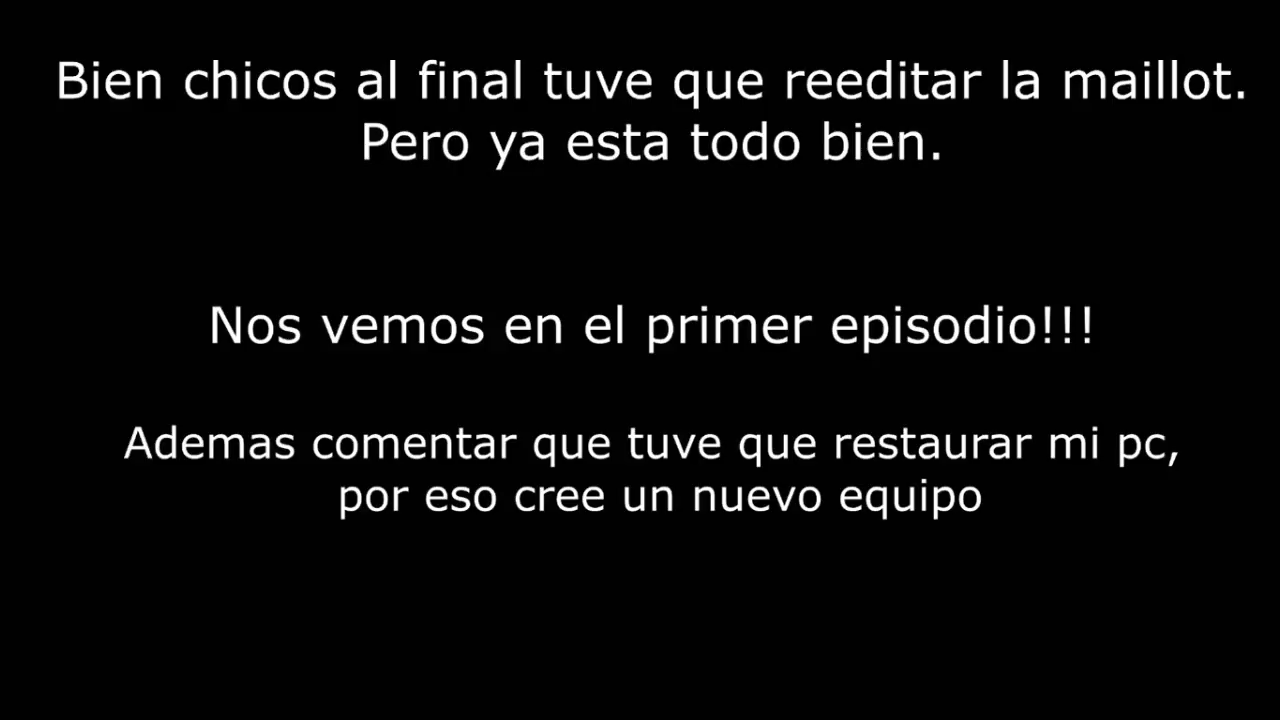 Bien chicos al final tuve que reeditar la maillot.
Pero ya esta todo bien.
Nos vemos en el primer episodio!!!
Ademas comentar que tuve que restaurar mi pc,
por eso cree un nuevo equipo